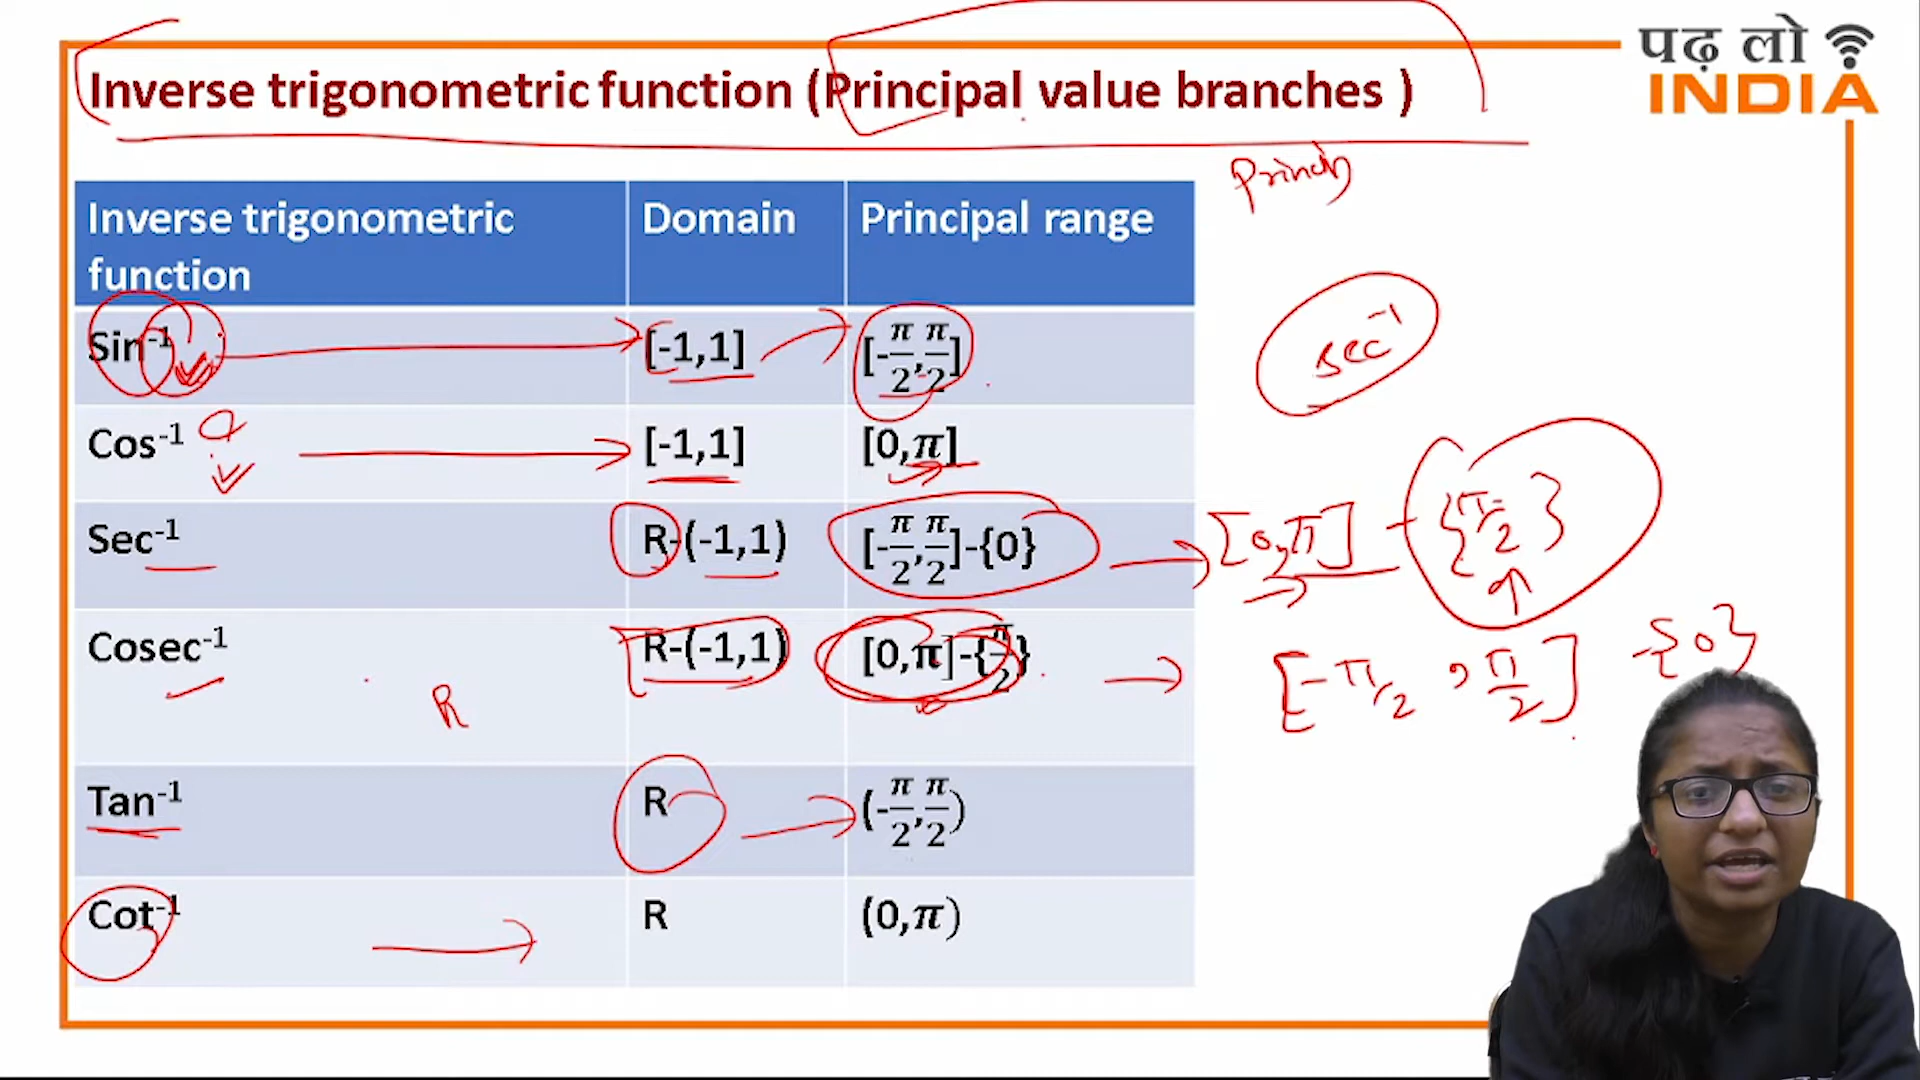 पढ़ लो
INDIA
Inverse trigonometric function (Principal value branches )
Inverse trigonometric function Domain Principal range
Sin⁻¹ [-1,1] [-π/2,π/2]
Cos⁻¹ [-1,1] [0,π]
Sec⁻¹ R-(-1,1) [-π/2,π/2]-{0}
Cosec⁻¹ R-(-1,1) [0,π]-{π/2}
Tan⁻¹ R (-π/2,π/2)
Cot⁻¹ R (0,π)
sec⁻¹
[0,π] - {π/2}
[-π/2 , π/2] -{0}
R